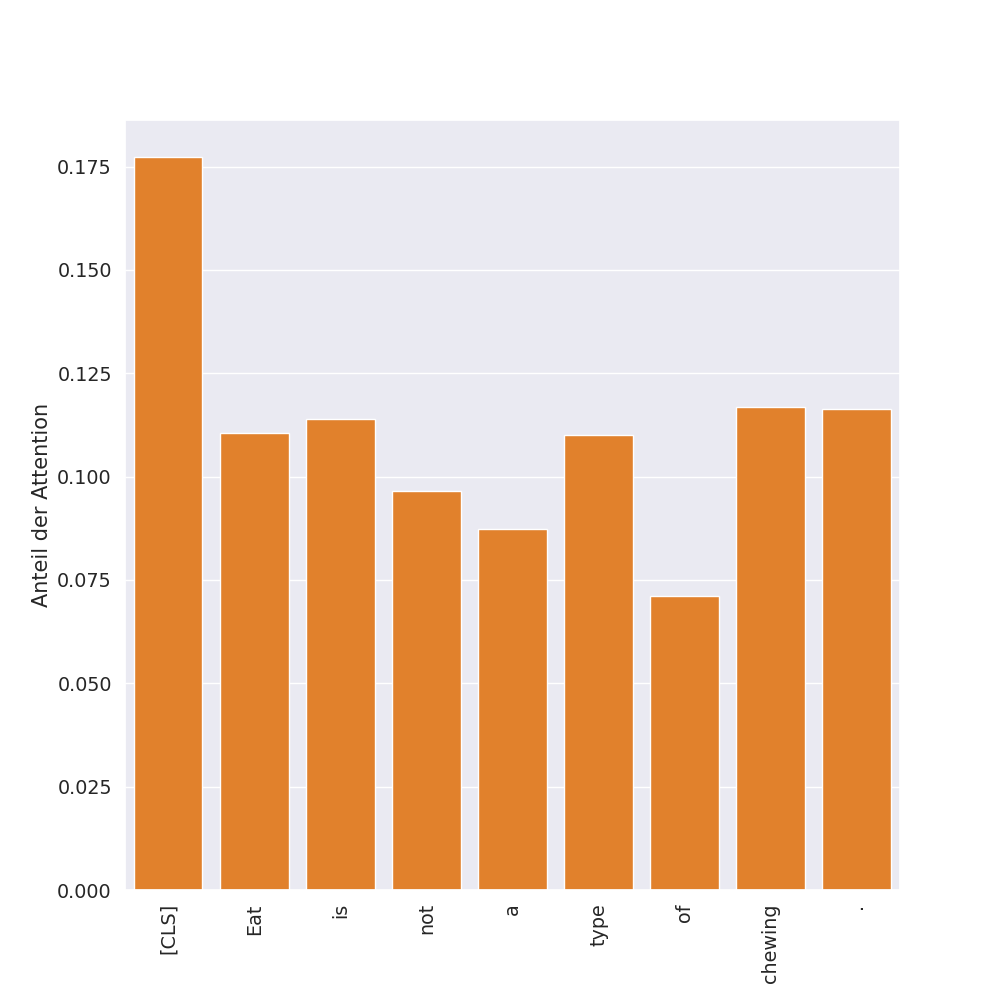 0.175
0.150
0.125
0.100
0.075
0.050
0.025
0.000
Anteil der Attention
[CLS]
Eat
is
not
a
type
of
chewing
.